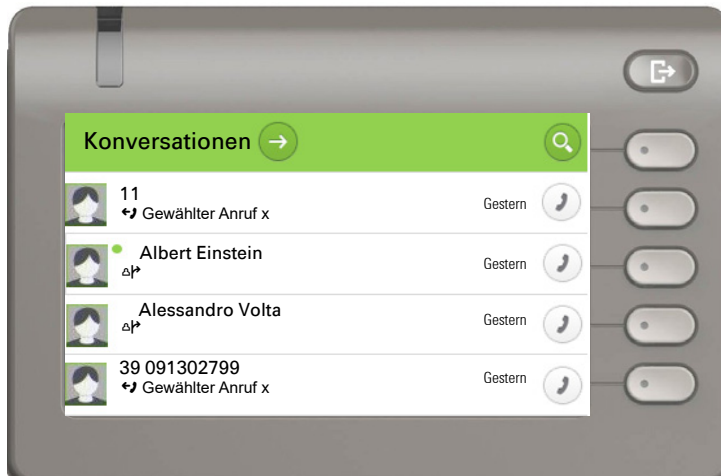 Konversationen
11
Gewählter Anruf x
Gestern
Albert Einstein
Gestern
Alessandro Volta
Gestern
39 091302799
Gewählter Anruf x
Gestern